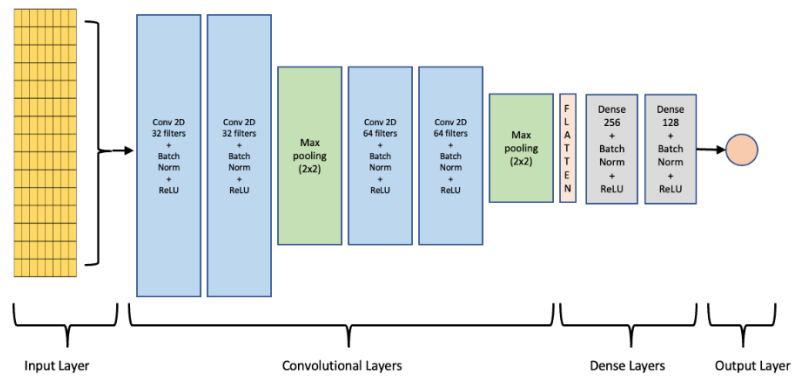 Conv 2D
32 filters
+
Batch
Norm
+
ReLU
Conv 2D
32 filters
+
Batch
Norm
+
ReLU
Max
pooling
(2x2)
Conv 2D
64 filters
+
Batch
Norm
+
ReLU
Conv 2D
64 filters
+
Batch
Norm
+
ReLU
Max
pooling
(2x2)
F
L
A
T
T
E
N
Dense
256
+
Batch
Norm
+
ReLU
Dense
128
+
Batch
Norm
+
ReLU
Input Layer
Convolutional Layers
Dense Layers
Output Layer